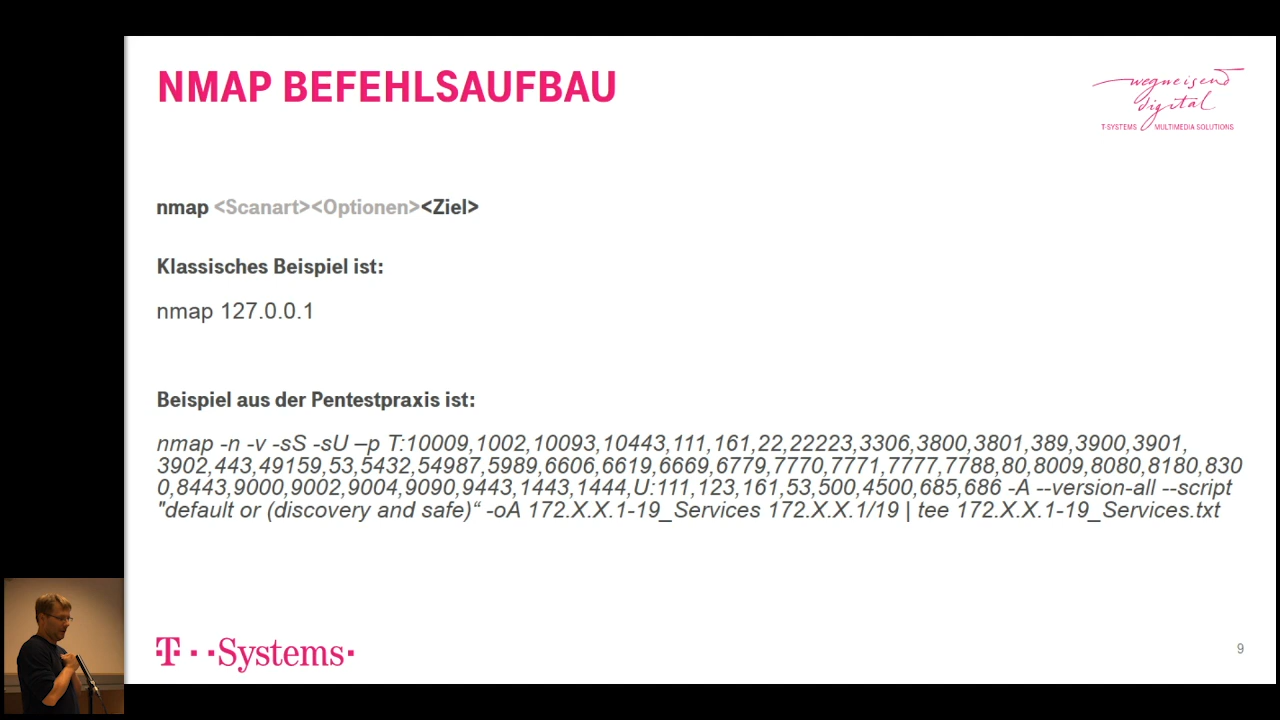 NMAP BEFEHLSAUFBAU
wegweisend
digital
T-SYSTEMS MULTIMEDIA SOLUTIONS
nmap <Scanart><Optionen><Ziel>
Klassisches Beispiel ist:
nmap 127.0.0.1
Beispiel aus der Pentestpraxis ist:
nmap -n -v -sS -sU –p T:10009,1002,10093,10443,111,161,22,22223,3306,3800,3801,389,3900,3901,
3902,443,49159,53,5432,54987,5989,6606,6619,6669,6779,7770,7771,7777,7788,80,8009,8080,8180,830
0,8443,9000,9002,9004,9090,9443,1443,1444,U:111,123,161,53,500,4500,685,686 -A --version-all --script
"default or (discovery and safe)“ -oA 172.X.X.1-19_Services 172.X.X.1/19 | tee 172.X.X.1-19_Services.txt
T · · Systems ·
9